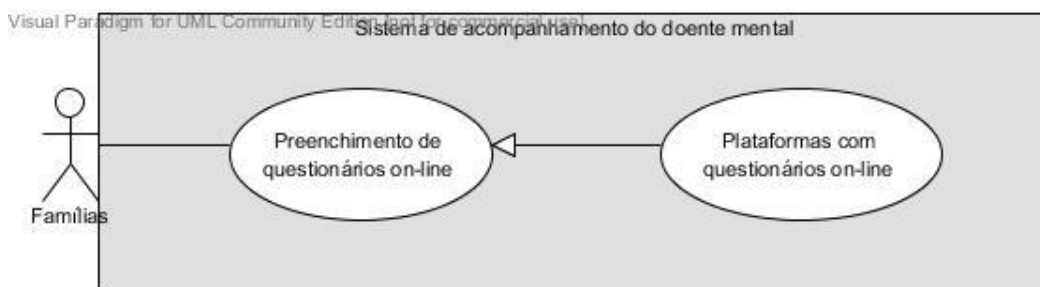 Visual Paradigm for UML Community Edition [not for commercial use]
Sistema de acompanhamento do doente mental
Preenchimento de
questionários on-line
Plataformas com
questionários on-line
Famílias